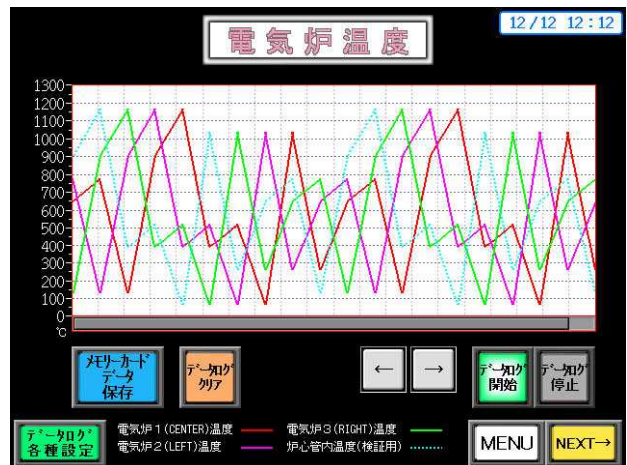 12/12 12:12
電気炉温度
1300
1200
1100
1000
900
800
700
600
500
400
300
200
100
0
℃
メモリーカード
データ
保存
データログ
クリア
←
→
データログ
開始
データログ
停止
データログ
各種設定
電気炉1(CENTER)温度
電気炉3(RIGHT)温度
電気炉2(LEFT)温度
炉心管内温度(検証用)
MENU
NEXT→